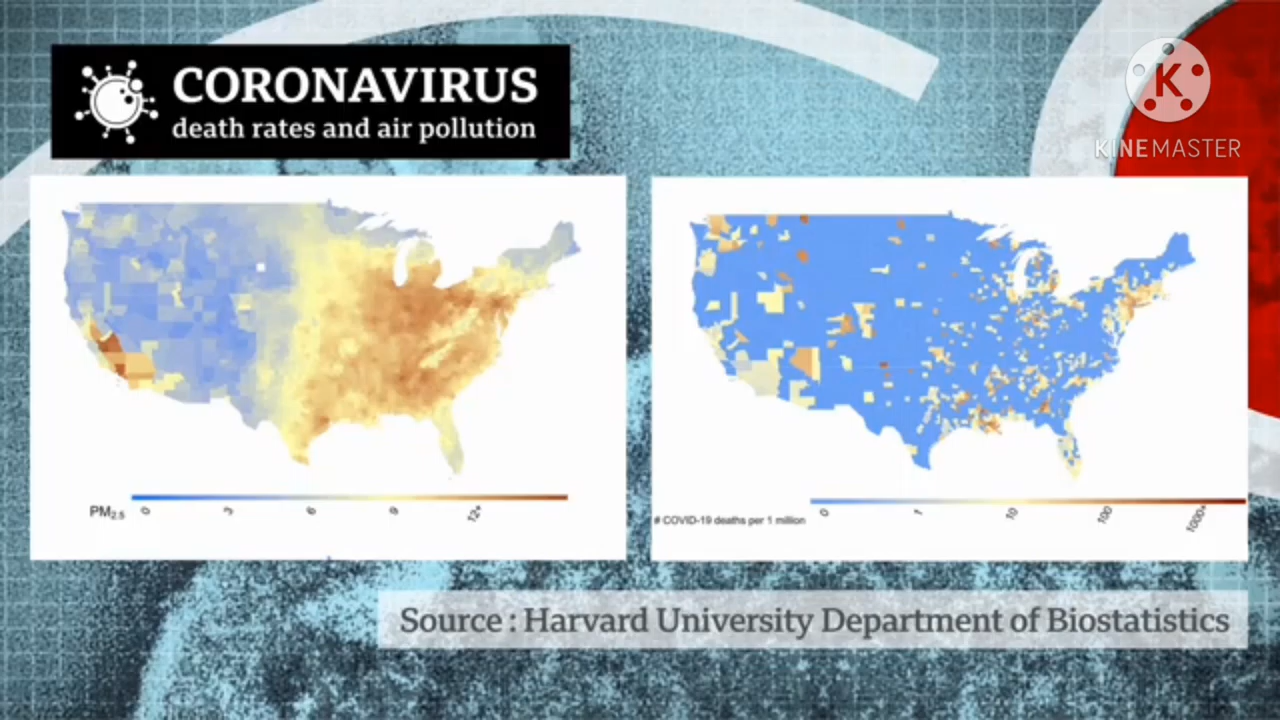 CORONAVIRUS
death rates and air pollution
K
KINEMASTER
PM2.5 0 3 6 9 12+
# COVID-19 deaths per 1 million 0 1 10 100 1000+
Source : Harvard University Department of Biostatistics